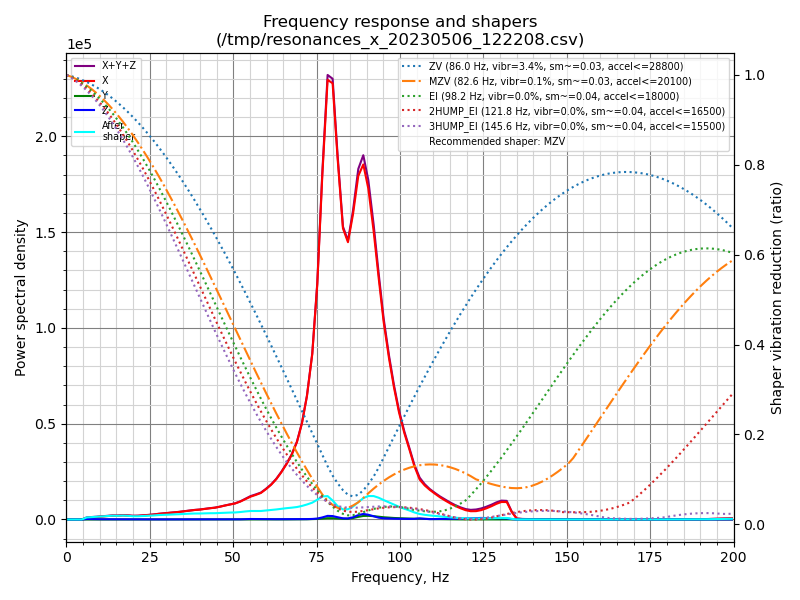 Frequency response and shapers
(/tmp/resonances_x_20230506_122208.csv)
1e5
X+Y+Z
X
Y
Z
After
shaper
ZV (86.0 Hz, vibr=3.4%, sm~=0.03, accel<=28800)
MZV (82.6 Hz, vibr=0.1%, sm~=0.03, accel<=20100)
EI (98.2 Hz, vibr=0.0%, sm~=0.04, accel<=18000)
2HUMP_EI (121.8 Hz, vibr=0.0%, sm~=0.04, accel<=16500)
3HUMP_EI (145.6 Hz, vibr=0.0%, sm~=0.04, accel<=15500)
Recommended shaper: MZV
Power spectral density
2.0
1.5
1.0
0.5
0.0
1.0
0.8
0.6
0.4
0.2
0.0
Shaper vibration reduction (ratio)
0 25 50 75 100 125 150 175 200
Frequency, Hz